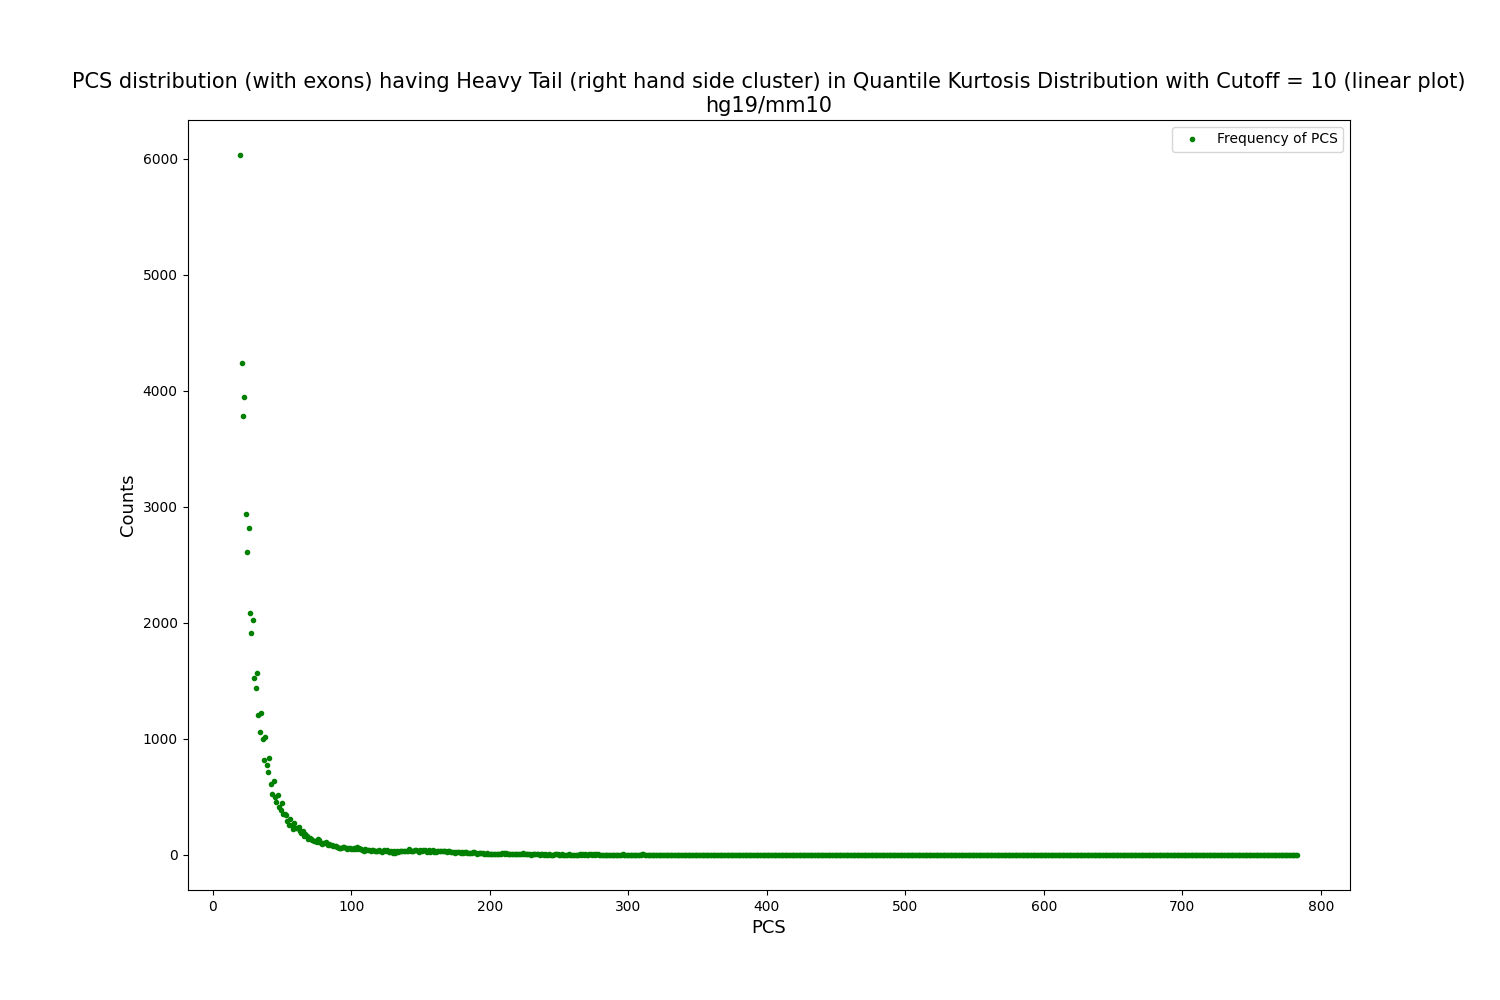 PCS distribution (with exons) having Heavy Tail (right hand side cluster) in Quantile Kurtosis Distribution with Cutoff = 10 (linear plot)
hg19/mm10
Frequency of PCS
6000
5000
4000
3000
2000
1000
0
Counts
0 100 200 300 400 500 600 700 800
PCS